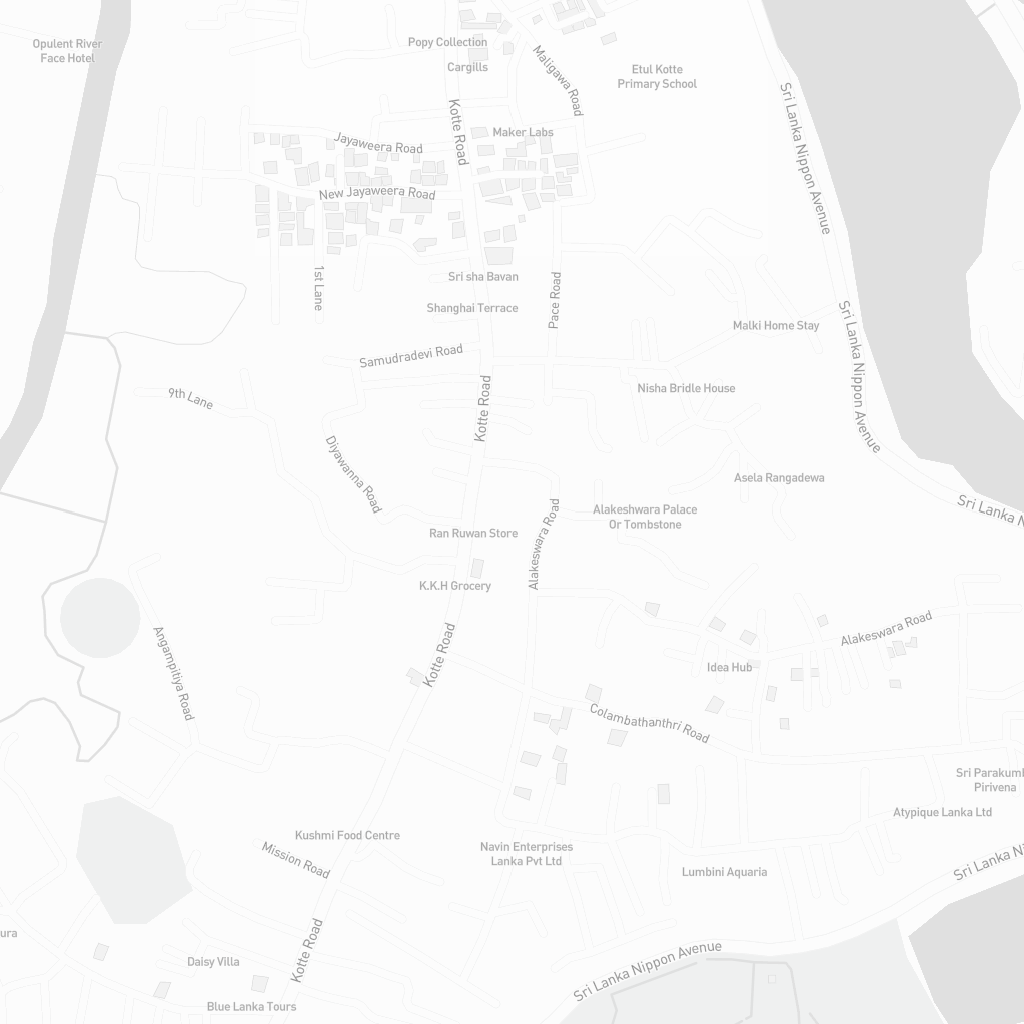 Opulent River
Face Hotel
Popy Collection
Cargills
Maligawa Road
Etul Kotte
Primary School
Kotte Road
Jayaweera Road
Maker Labs
Sri Lanka Nippon Avenue
New Jayaweera Road
1st Lane
Sri sha Bavan
Pace Road
Shanghai Terrace
Malki Home Stay
Sri Lanka Nippon Avenue
Samudradevi Road
9th Lane
Kotte Road
Nisha Bridle House
Diyawanna Road
Asela Rangadewa
Alakeshwara Palace
Or Tombstone
Sri Lanka N
Ran Ruwan Store
Alakeswara Road
K.K.H Grocery
Angampitiya Road
Kotte Road
Alakeswara Road
Idea Hub
Colambathanthri Road
Sri Parakumb
Pirivena
Atypique Lanka Ltd
Kushmi Food Centre
Mission Road
Navin Enterprises
Lanka Pvt Ltd
Lumbini Aquaria
Sri Lanka Ni
ura
Kotte Road
Daisy Villa
Sri Lanka Nippon Avenue
Blue Lanka Tours